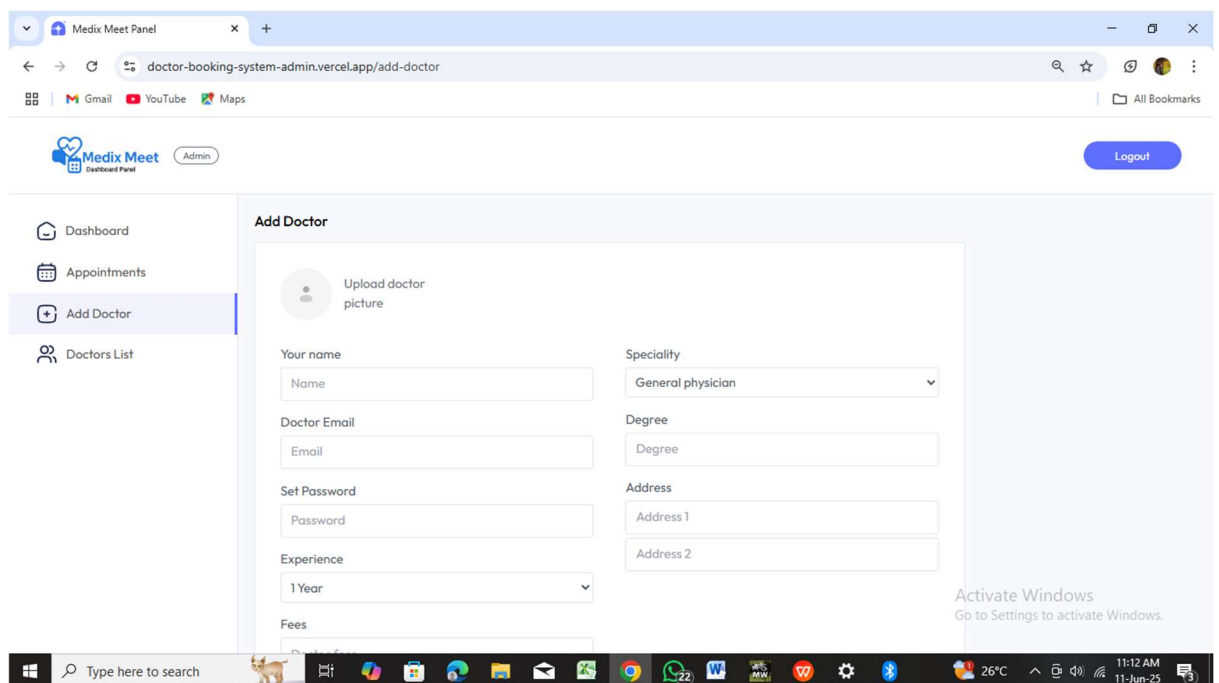 Medix Meet Panel
doctor-booking-system-admin.vercel.app/add-doctor
Gmail YouTube Maps All Bookmarks
Medix Meet
Dashboard Panel
Admin
Logout
Dashboard
Appointments
Add Doctor
Doctors List
Add Doctor
Upload doctor
picture
Your name
Name
Doctor Email
Email
Set Password
Password
Experience
1 Year
Fees
Doctor fees
Speciality
General physician
Degree
Degree
Address
Address 1
Address 2
Activate Windows
Go to Settings to activate Windows.
Type here to search
22
26°C
11:12 AM
11-Jun-25
3